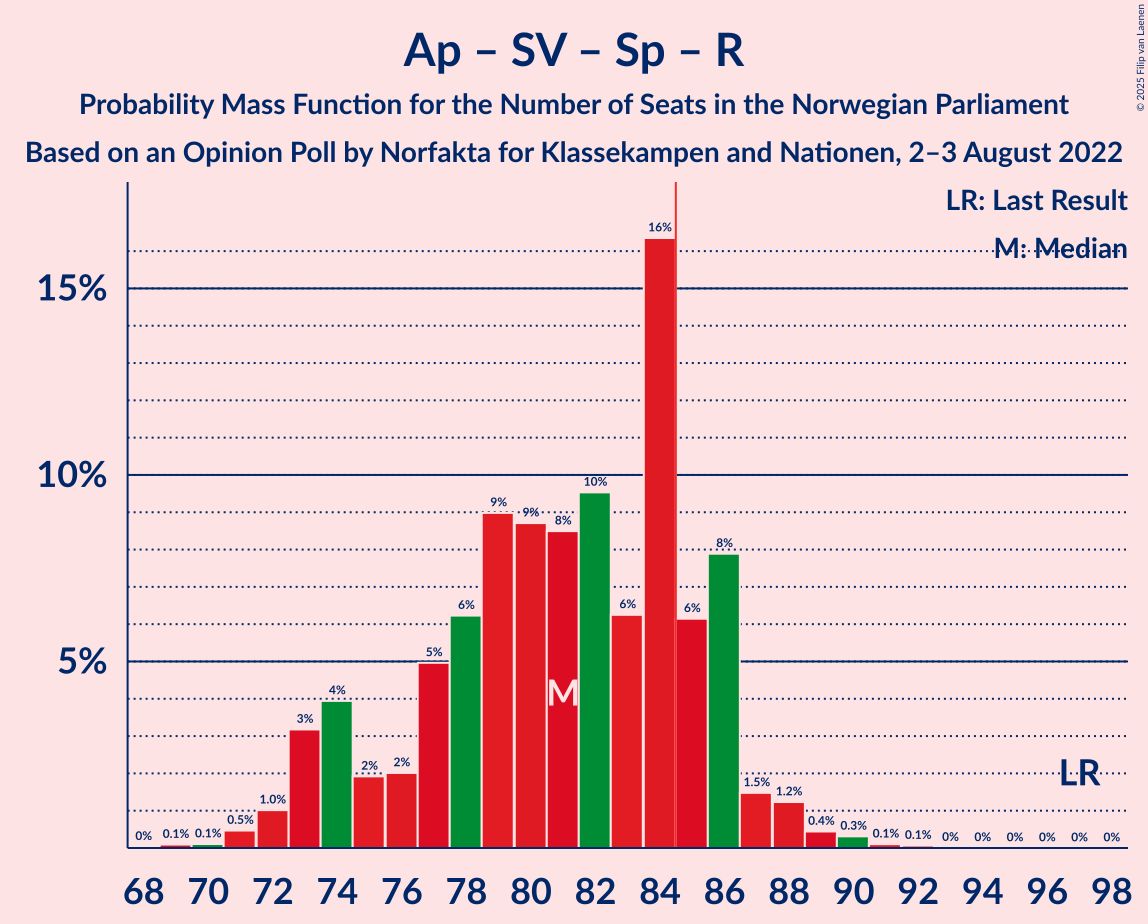 Ap – SV – Sp – R
Probability Mass Function for the Number of Seats in the Norwegian Parliament
Based on an Opinion Poll by Norfakta for Klassekampen and Nationen, 2–3 August 2022
© 2025 Filip van Laenen
LR: Last Result
M: Median
15%
10%
5%
0% 0.1% 0.1% 0.5% 1.0% 3% 4% 2% 2% 5% 6% 9% 9% 8% 10% 6% 16% 6% 8% 1.5% 1.2% 0.4% 0.3% 0.1% 0.1% 0% 0% 0% 0% 0% 0%
M
LR
68 70 72 74 76 78 80 82 84 86 88 90 92 94 96 98